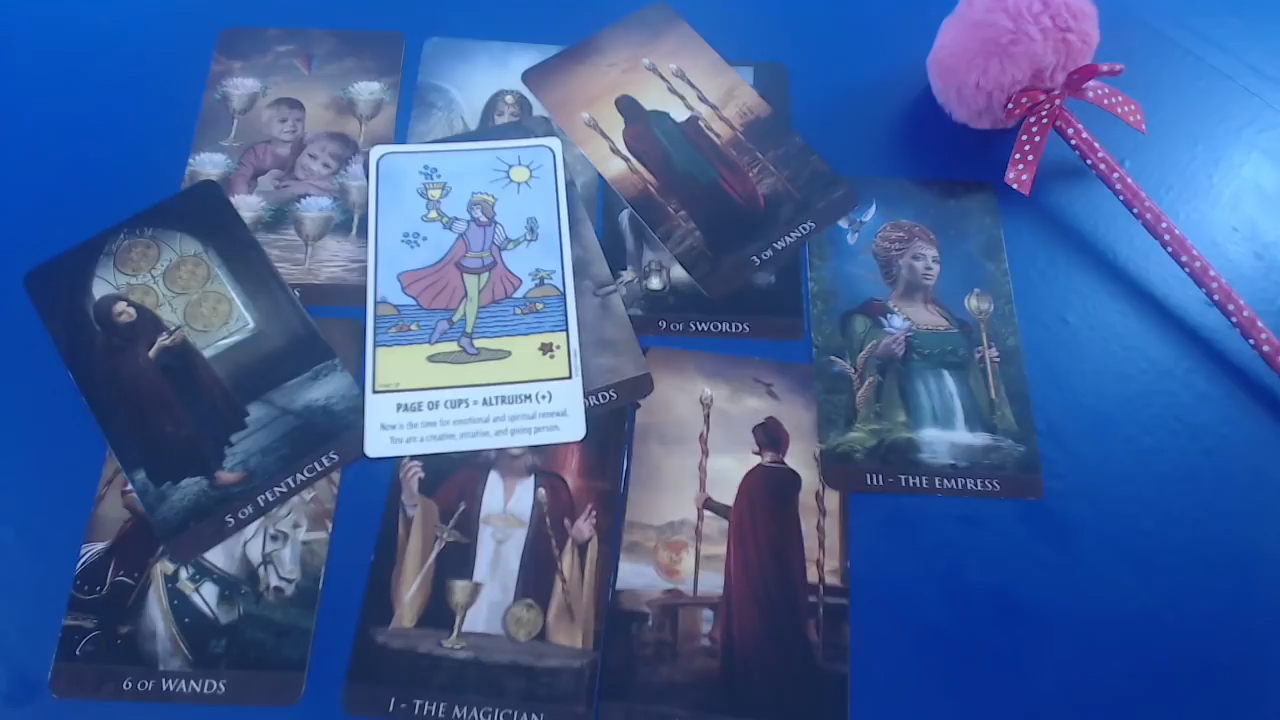 3 OF WANDS
9 OF SWORDS
PAGE OF CUPS = ALTRUISM (+)
Now is the time for emotional and spiritual renewal.
You are a creative, intuitive, and giving person.
ORDS
5 OF PENTACLES
III - THE EMPRESS
6 OF WANDS
I - THE MAGICIAN